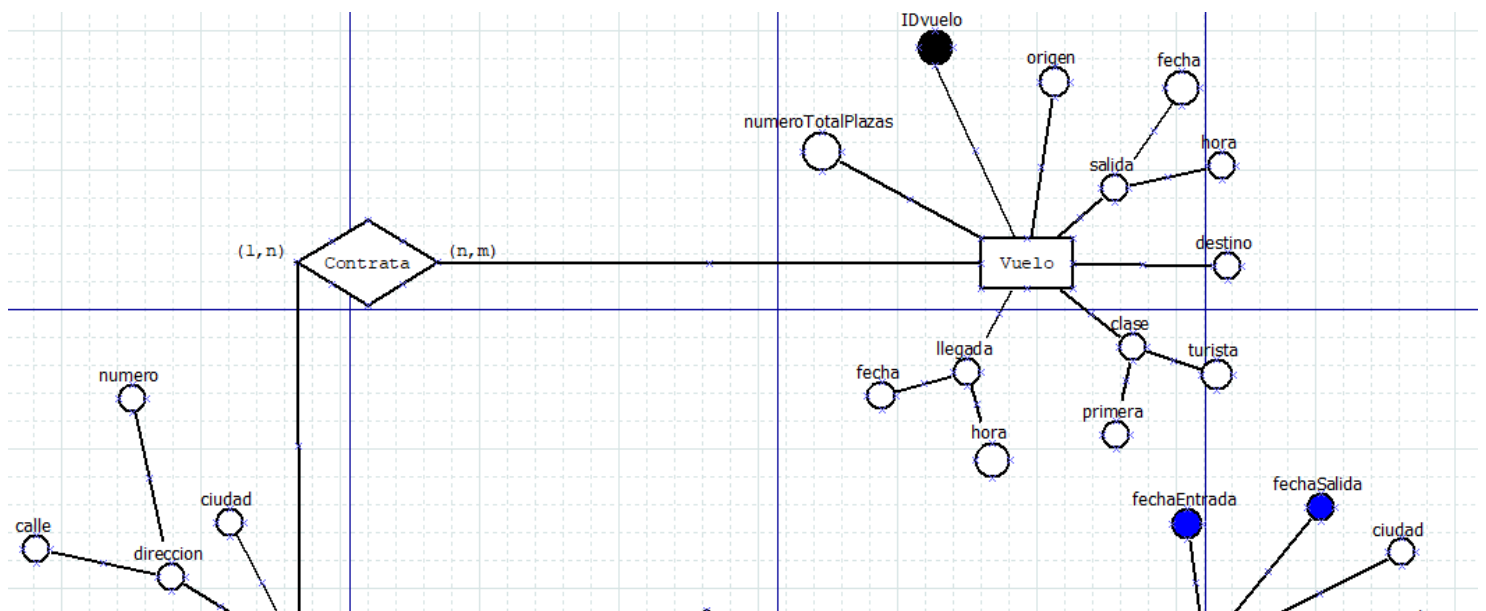 IDvuelo
origen
fecha
numeroTotalPlazas
hora
salida
(1,n)
Contrata
(n,m)
Vuelo
destino
clase
llegada
turista
fecha
numero
primera
hora
fechaSalida
fechaEntrada
ciudad
calle
ciudad
direccion